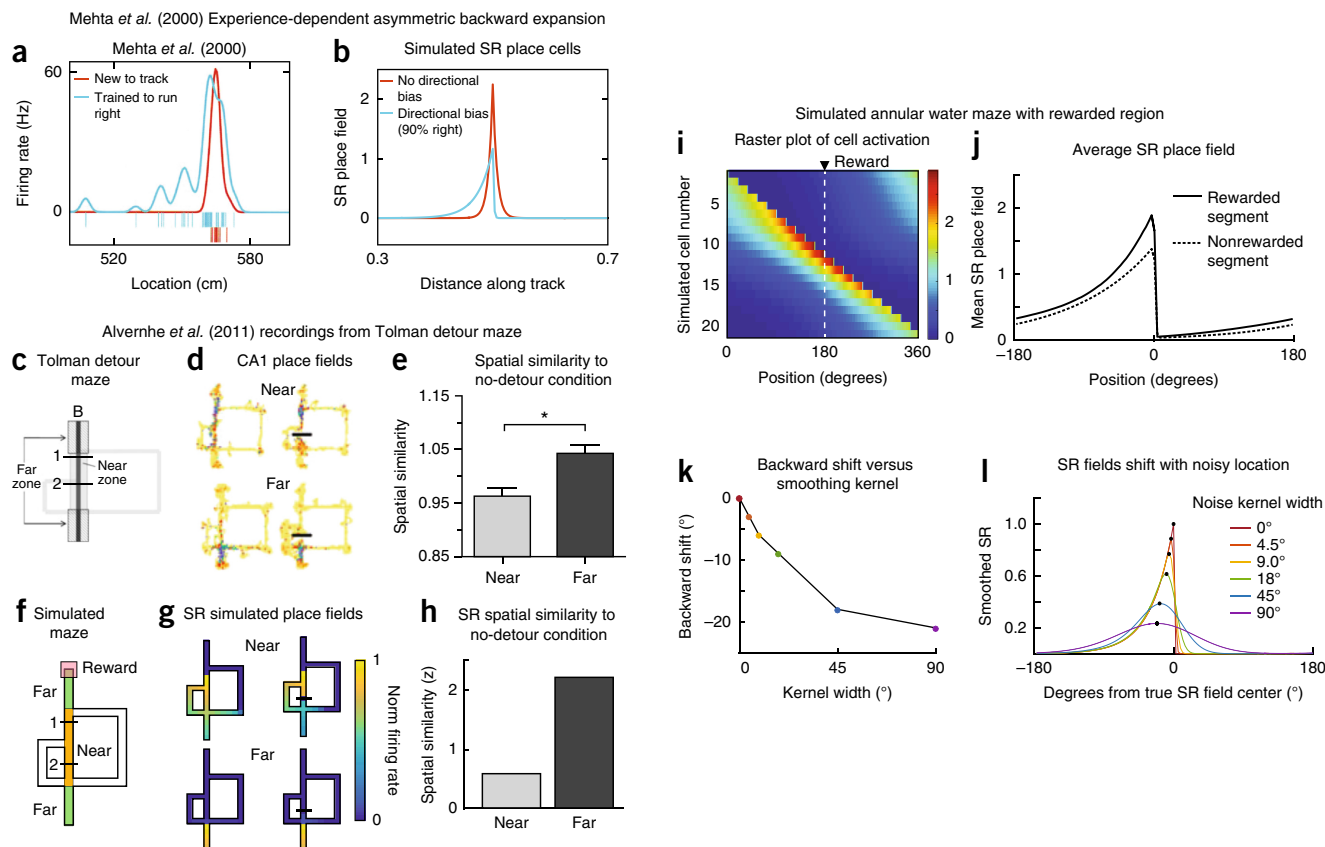 Mehta et al. (2000) Experience-dependent asymmetric backward expansion
a
Mehta et al. (2000)
60
0
Firing rate (Hz)
New to track
Trained to run
right
520
580
Location (cm)
b
Simulated SR place cells
2
1
0
SR place field
No directional
bias
Directional bias
(90% right)
0.3
0.7
Distance along track
Alvernhe et al. (2011) recordings from Tolman detour maze
c
Tolman detour
maze
B
1
2
Far
zone
Near
zone
d
CA1 place fields
Near
Far
e
Spatial similarity to
no-detour condition
1.15
1.05
0.95
0.85
Spatial similarity
*
Near
Far
f
Simulated
maze
Reward
Far
1
Near
2
Far
g
SR simulated place fields
Near
Far
1
0
Norm firing rate
h
SR spatial similarity to
no-detour condition
2
1
0
Spatial similarity (z)
Near
Far
Simulated annular water maze with rewarded region
i
Raster plot of cell activation
Reward
5
10
15
20
Simulated cell number
0
180
360
Position (degrees)
2
1
0
j
Average SR place field
2
1
0
Mean SR place field
Rewarded
segment
Nonrewarded
segment
−180
0
180
Position (degrees)
k
Backward shift versus
smoothing kernel
0
−10
−20
Backward shift (°)
0
45
90
Kernel width (°)
l
SR fields shift with noisy location
1.0
0.8
0.6
0.4
0.2
Smoothed SR
Noise kernel width
0°
4.5°
9.0°
18°
45°
90°
−180
0
180
Degrees from true SR field center (°)